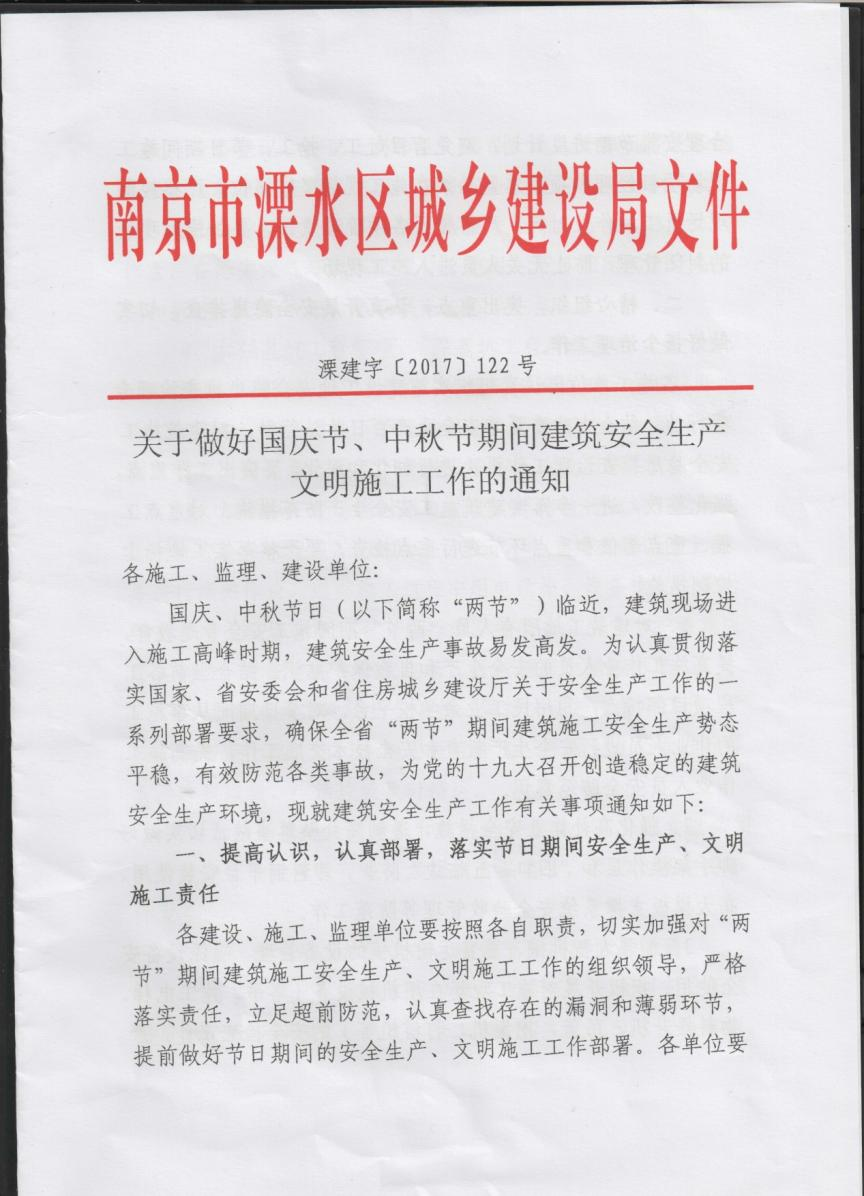 南京市溧水区城乡建设局文件
溧建字〔2017〕122号
关于做好国庆节、中秋节期间建筑安全生产
文明施工工作的通知
各施工、监理、建设单位：
国庆、中秋节日（以下简称“两节”）临近，建筑现场进
入施工高峰时期，建筑安全生产事故易发高发。为认真贯彻落
实国家、省安委会和省住房城乡建设厅关于安全生产工作的一
系列部署要求，确保全省“两节”期间建筑施工安全生产势态
平稳，有效防范各类事故，为党的十九大召开创造稳定的建筑
安全生产环境，现就建筑安全生产工作有关事项通知如下：
一、提高认识，认真部署，落实节日期间安全生产、文明
施工责任
各建设、施工、监理单位要按照各自职责，切实加强对“两
节”期间建筑施工安全生产、文明施工工作的组织领导，严格
落实责任，立足超前防范，认真查找存在的漏洞和薄弱环节，
提前做好节日期间的安全生产、文明施工工作部署。各单位要